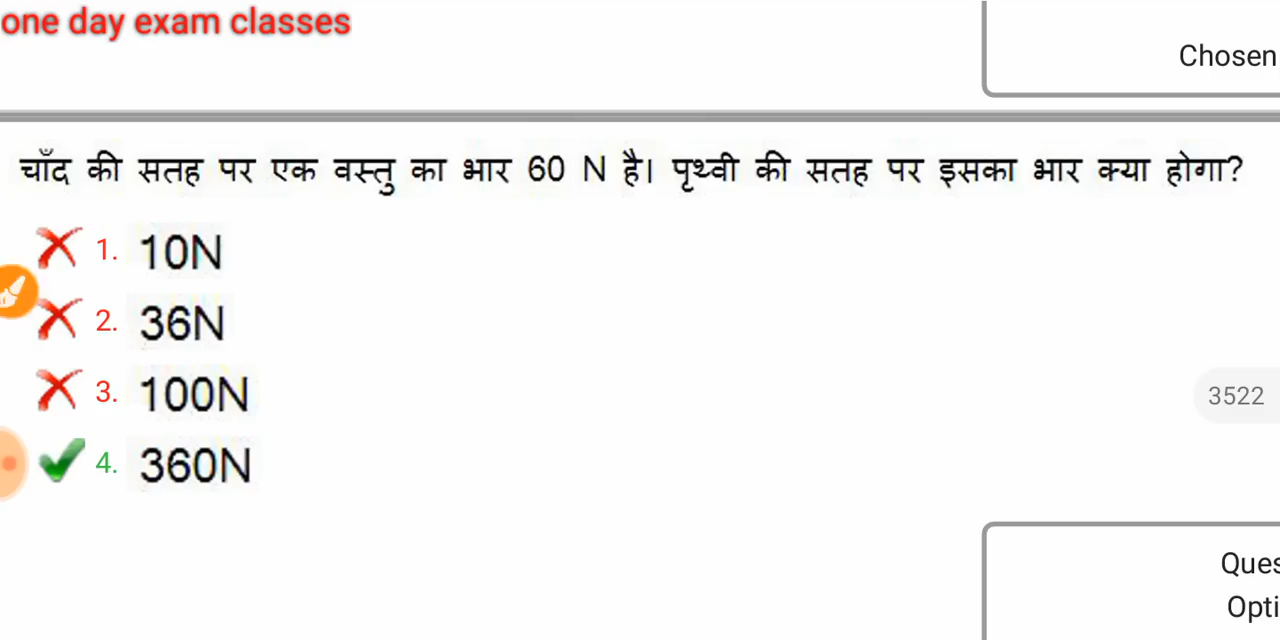 one day exam classes
Chosen
चाँद की सतह पर एक वस्तु का भार 60 N है। पृथ्वी की सतह पर इसका भार क्या होगा?
1. 10N
2. 36N
3. 100N
3522
4. 360N
Ques
Opti